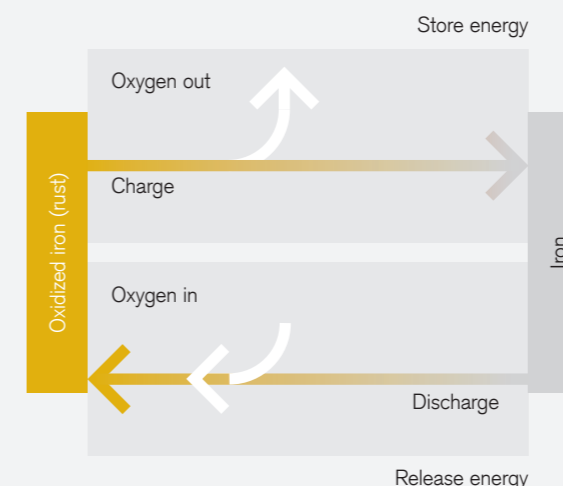 Store energy
Oxygen out
Charge
Oxidized iron (rust)
Iron
Oxygen in
Discharge
Release energy